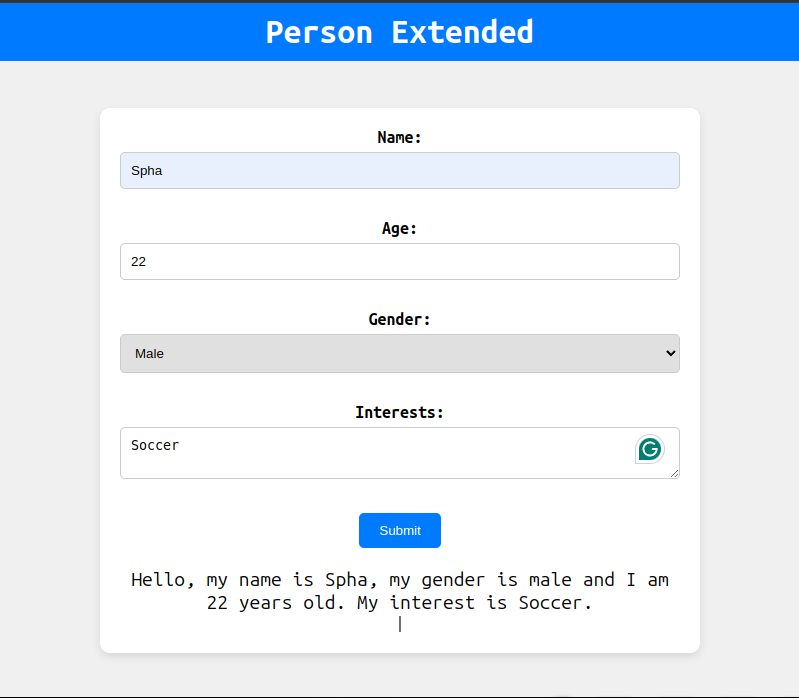 Person Extended
Name:
Spha
Age:
22
Gender:
Male
Interests:
Soccer
Submit
Hello, my name is Spha, my gender is male and I am
22 years old. My interest is Soccer.